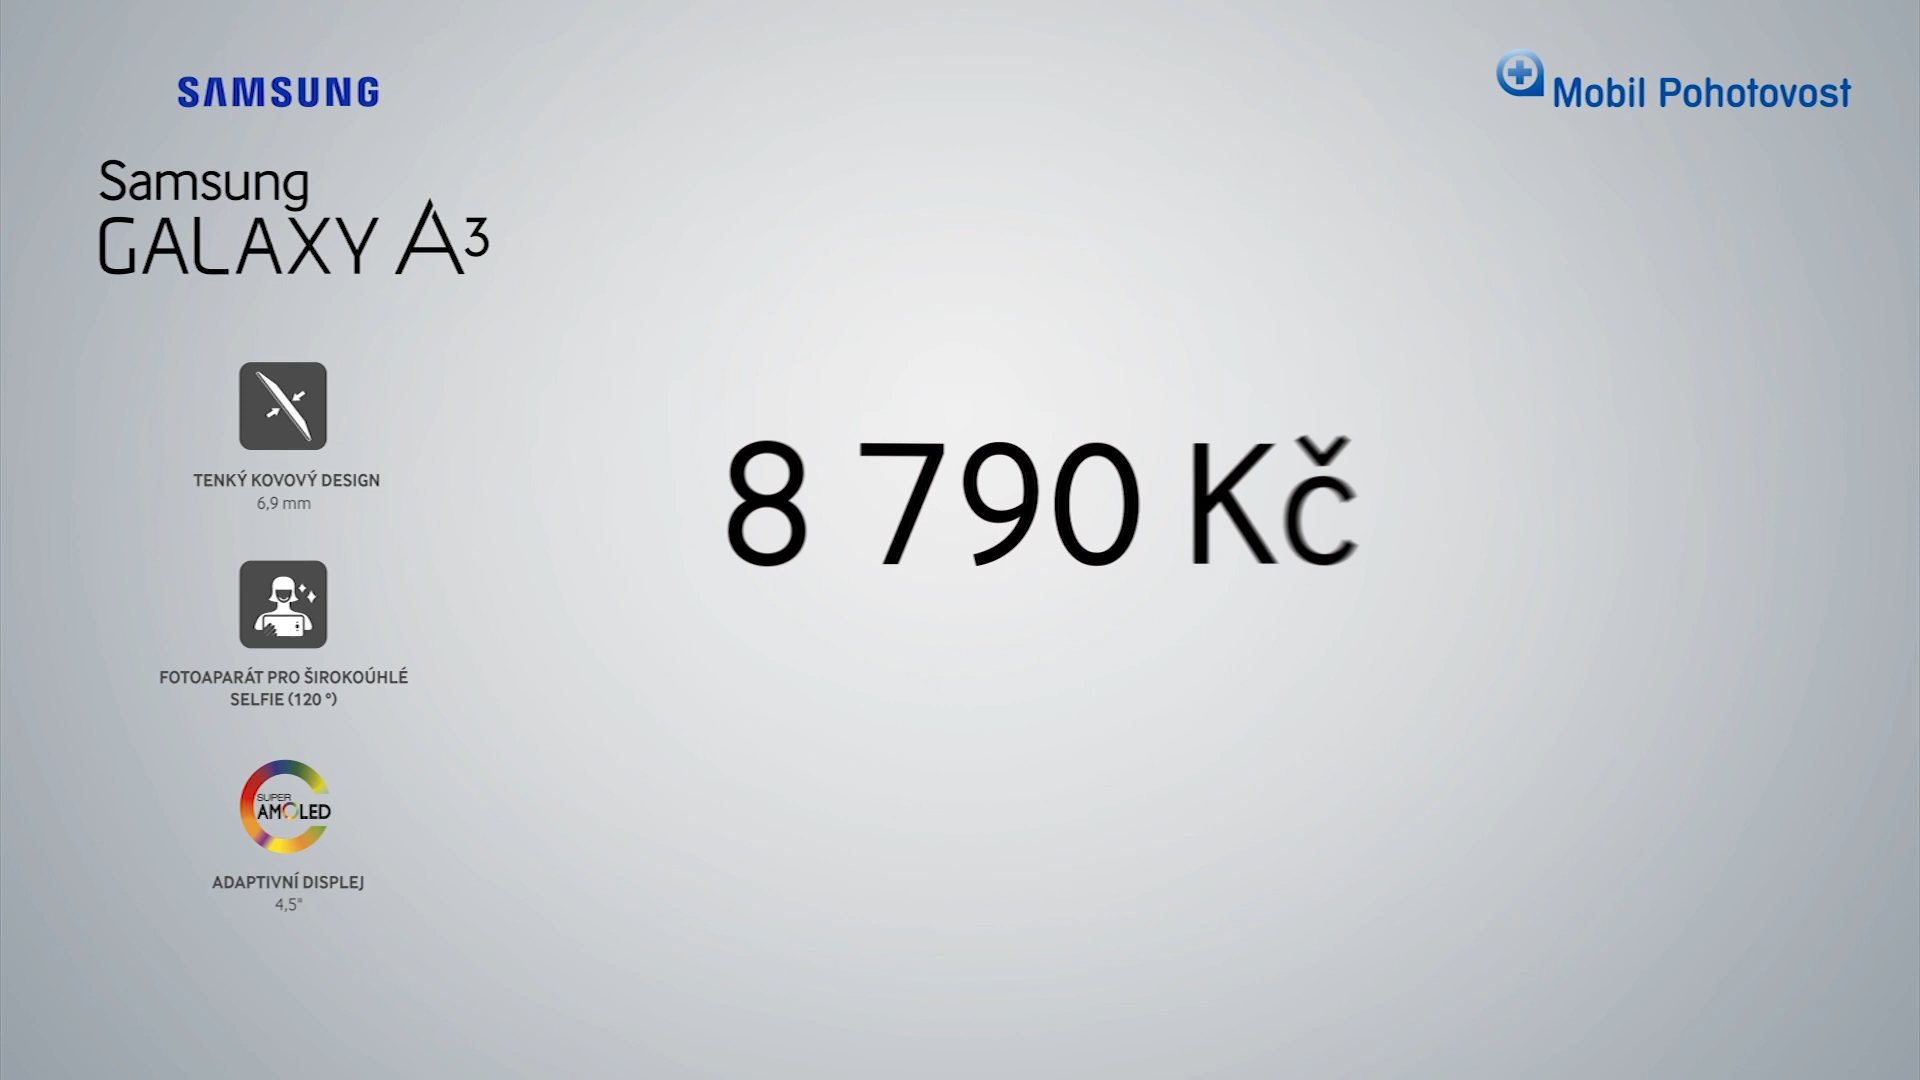 SAMSUNG
Mobil Pohotovost
Samsung
GALAXY A3
8 790 Kč
TENKÝ KOVOVÝ DESIGN
6,9 mm
FOTOAPARÁT PRO ŠIROKOÚHLÉ
SELFIE (120 °)
SUPER
AMOLED
ADAPTIVNÍ DISPLEJ
4,5"